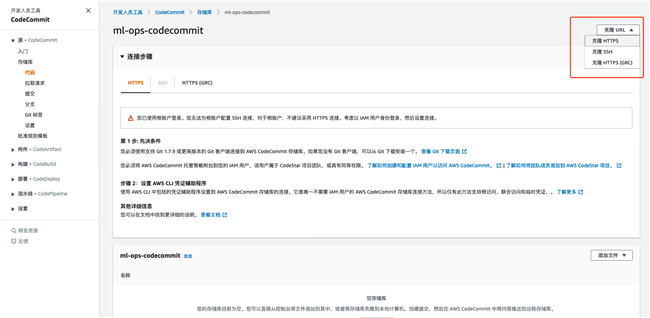 开发人员工具
CodeCommit
源 • CodeCommit
入门
存储库
代码
拉取请求
提交
分支
Git 标签
设置
批准规则模板
构件 • CodeArtifact
构建 • CodeBuild
部署 • CodeDeploy
流水线 • CodePipeline
设置
转至资源
反馈
开发人员工具 > CodeCommit > 存储库 > ml-ops-codecommit
ml-ops-codecommit
克隆 URL
克隆 HTTPS
克隆 SSH
克隆 HTTPS (GRC)
连接步骤
HTTPS SSH HTTPS (GRC)
您已使用根账户登录。您无法为根账户配置 SSH 连接，对于根账户，不建议采用 HTTPS 连接。考虑以 IAM 用户身份登录，然后设置连接。
第 1 步: 先决条件
您必须使用支持 Git 1.7.9 或更高版本的 Git 客户端连接到 AWS CodeCommit 存储库。如果您没有 Git 客户端，可以从 Git 下载安装一个。 查看 Git 下载页面
您必须将 AWS CodeCommit 托管策略附加到您的 IAM 用户，该用户属于 CodeStar 项目团队，或具有同等权限。 了解如何创建和配置 IAM 用户以访问 AWS CodeCommit。 | 了解如何将团队成员添加到 AWS CodeStar 项目。
步骤 2：设置 AWS CLI 凭证辅助程序
使用 AWS CLI 中包括的凭证辅助程序设置到 AWS CodeCommit 存储库的连接。它是唯一不需要 IAM 用户的 AWS CodeCommit 存储库连接方法，所以仅有此方法支持根访问、联合访问和临时凭证。。 了解更多
其他详细信息
您可以在文档中找到更详细的说明。 查看文档
ml-ops-codecommit 信息
添加文件
名称
空存储库
您的存储库目前为空。您可以直接从控制台将文件添加到其中，或者将存储库克隆到本地计算机，创建提交，然后在 AWS CodeCommit 中将内容推送到远程存储库。